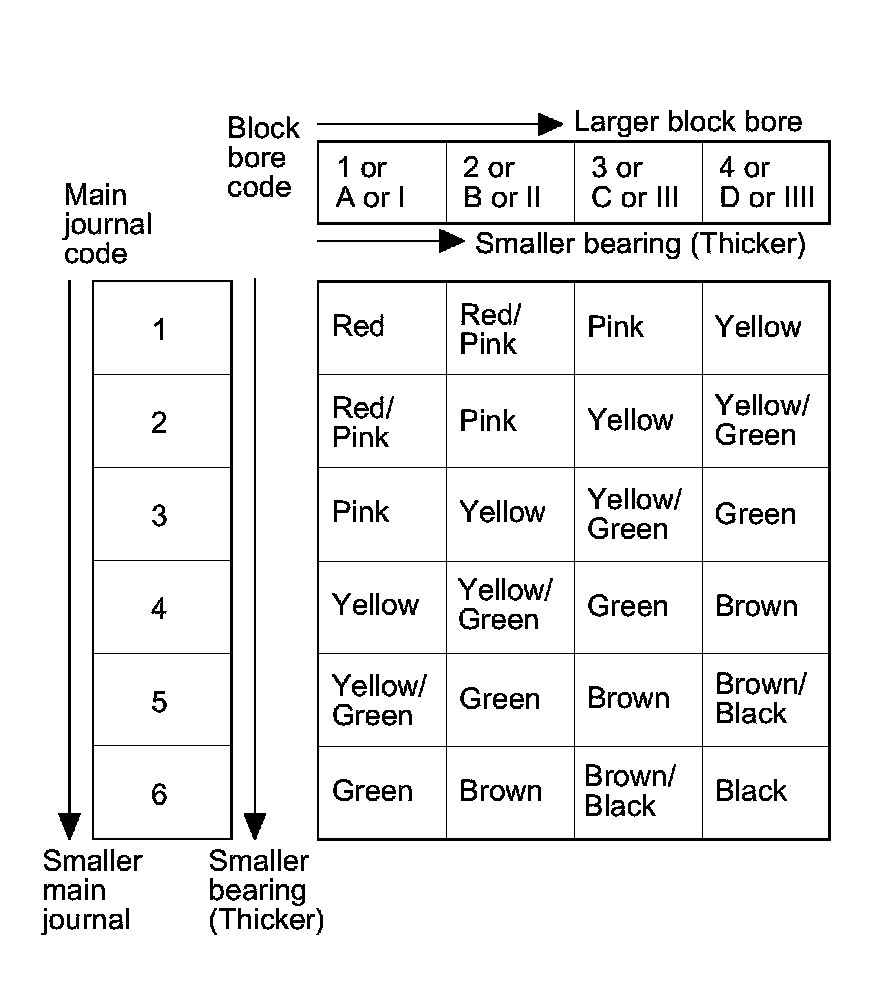 Block
bore
code
Larger block bore
1 or
A or I
2 or
B or II
3 or
C or III
4 or
D or IIII
Smaller bearing (Thicker)
Main
journal
code
1
Red
Red/
Pink
Pink
Yellow
2
Red/
Pink
Pink
Yellow
Yellow/
Green
3
Pink
Yellow
Yellow/
Green
Green
4
Yellow
Yellow/
Green
Green
Brown
5
Yellow/
Green
Green
Brown
Brown/
Black
6
Green
Brown
Brown/
Black
Black
Smaller
main
journal
Smaller
bearing
(Thicker)